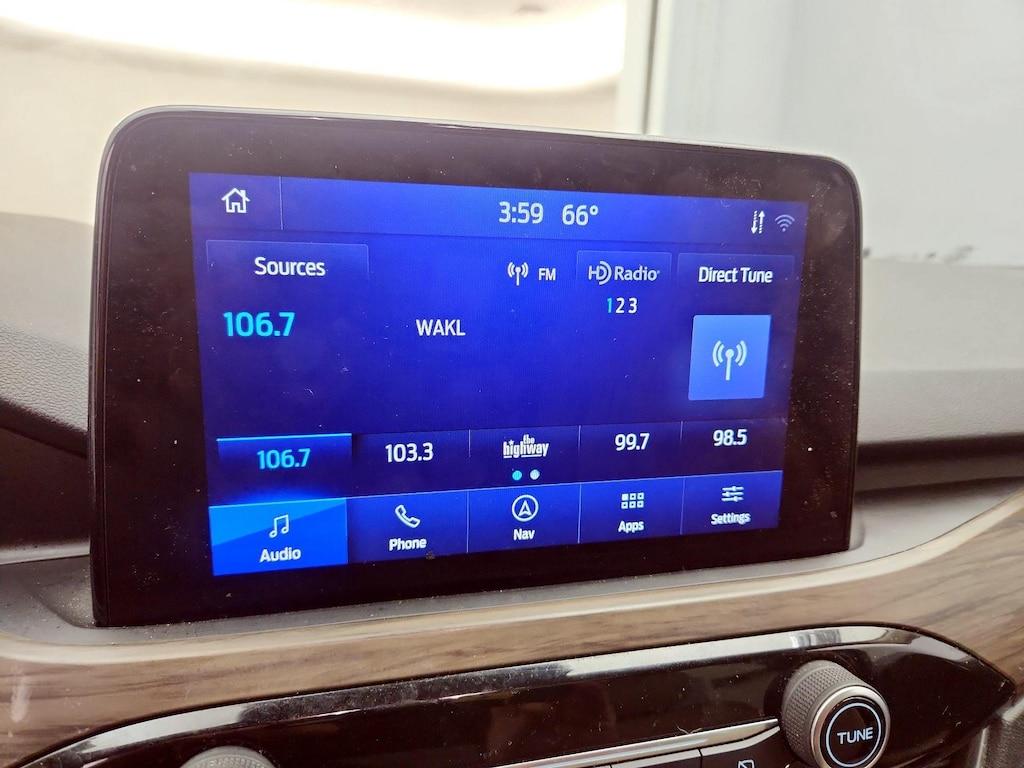 3:59 66°
Sources
FM
HD Radio
Direct Tune
123
106.7
WAKL
106.7
103.3
the highway
99.7
98.5
Audio
Phone
Nav
Apps
Settings
TUNE